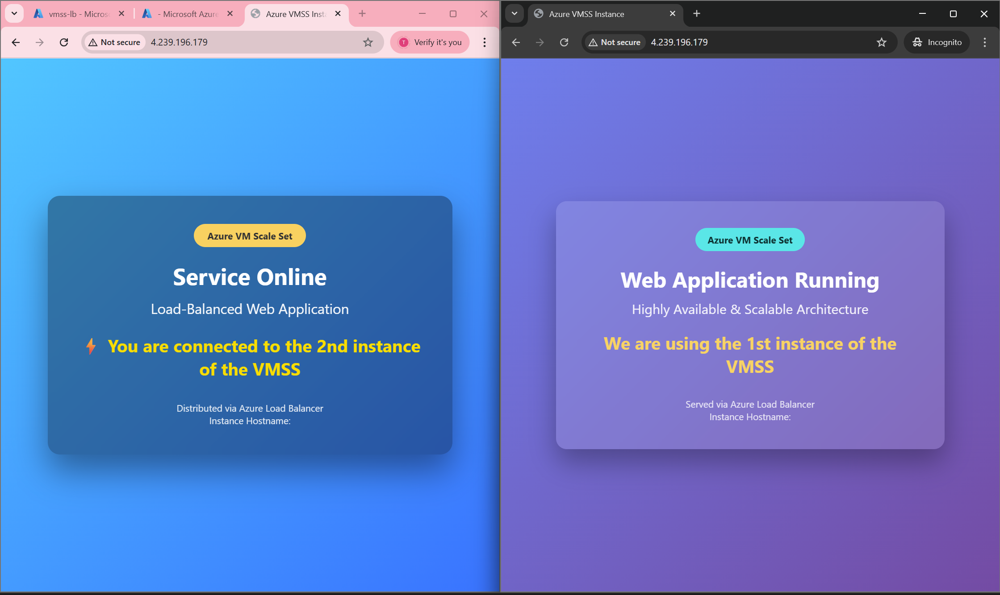 vmss-lb - Micros
- Microsoft Azure
Azure VMSS Insta
Not secure
4.239.196.179
T
Verify it's you
Azure VM Scale Set
Service Online
Load-Balanced Web Application
⚡ You are connected to the 2nd instance
of the VMSS
Distributed via Azure Load Balancer
Instance Hostname:
Azure VMSS Instance
Not secure
4.239.196.179
Incognito
Azure VM Scale Set
Web Application Running
Highly Available & Scalable Architecture
We are using the 1st instance of the
VMSS
Served via Azure Load Balancer
Instance Hostname: